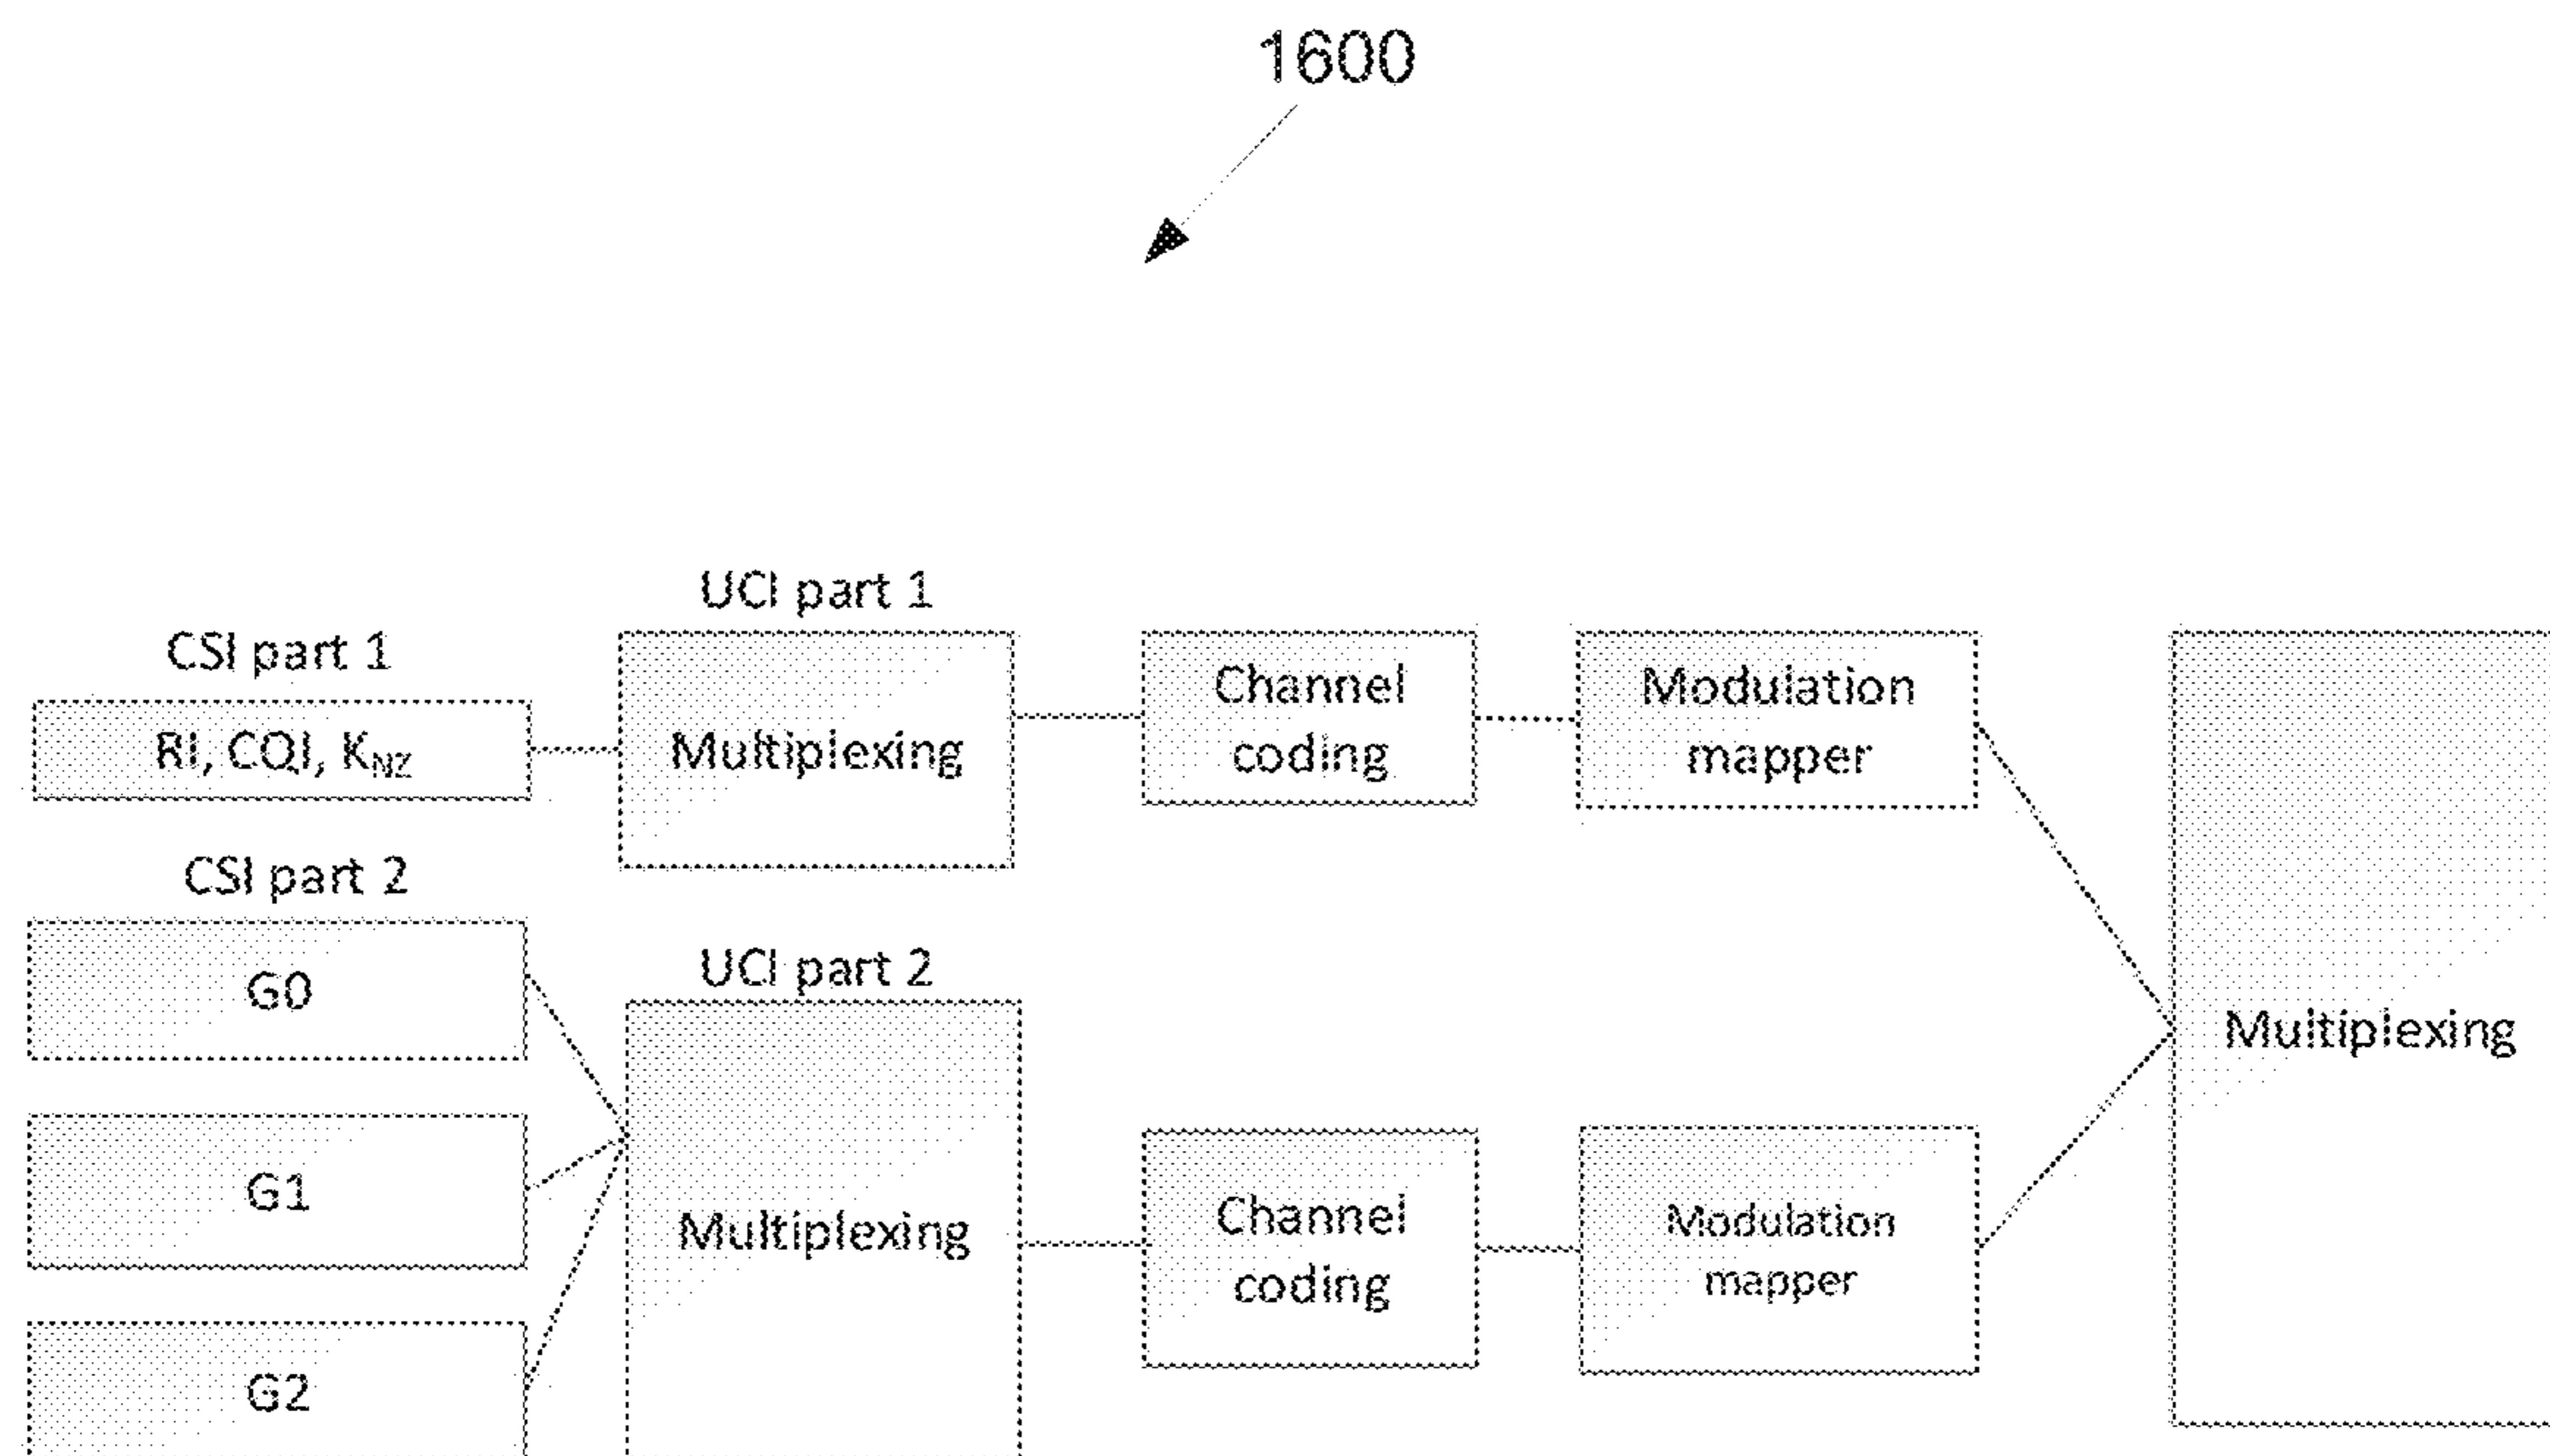 1600
UCI part 1
CSI part 1
RI, CQI, KNZ
Multiplexing
Channel
coding
Modulation
mapper
CSI part 2
G0
G1
G2
UCI part 2
Multiplexing
Channel
coding
Modulation
mapper
Multiplexing